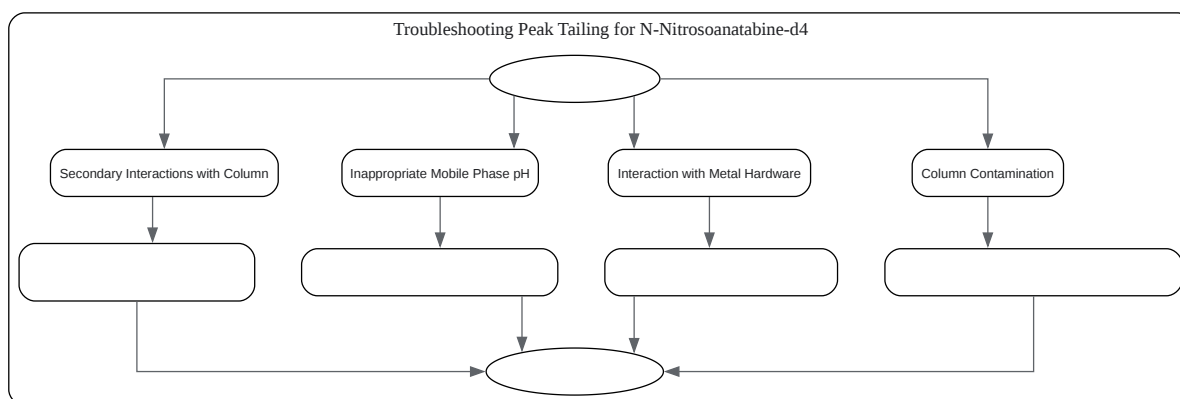 Troubleshooting Peak Tailing for N-Nitrosoanatabine-d4
Secondary Interactions with Column
Inappropriate Mobile Phase pH
Interaction with Metal Hardware
Column Contamination